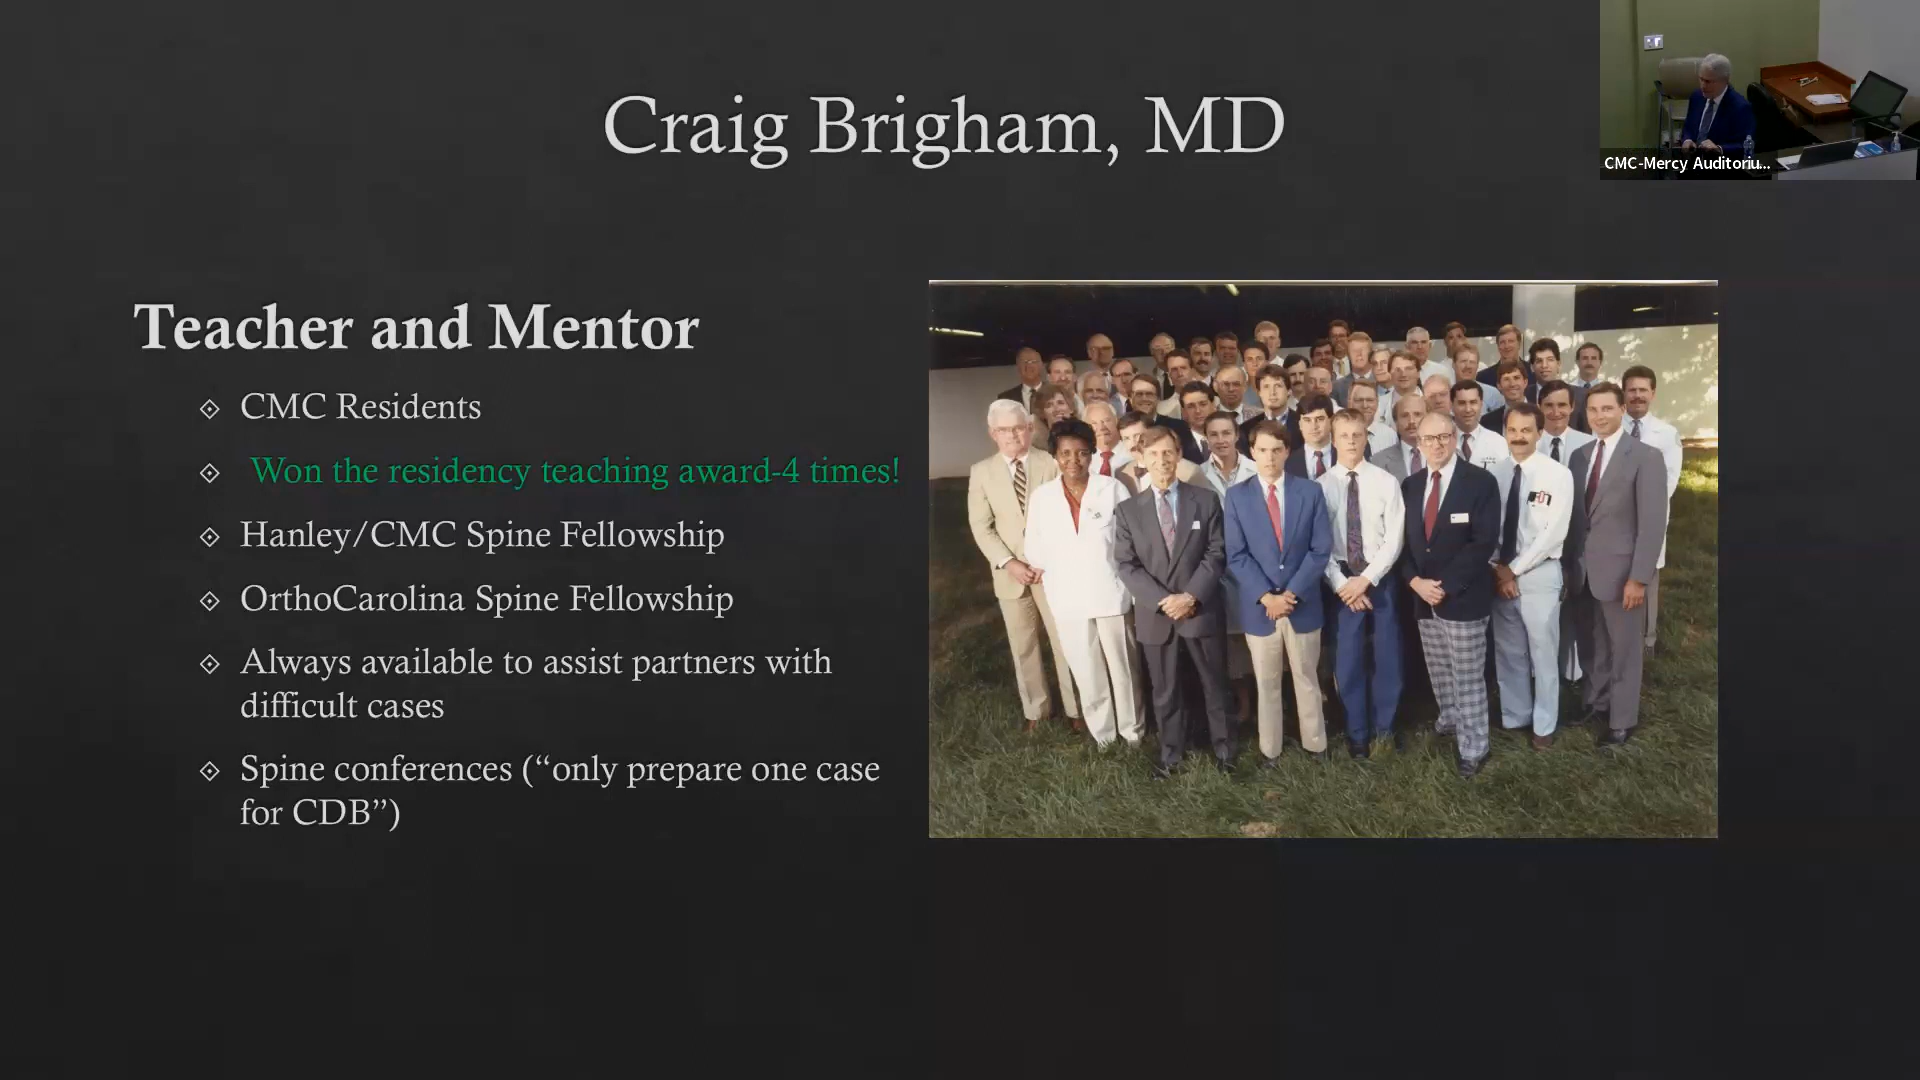 Craig Brigham, MD
CMC-Mercy Auditoriu...
Teacher and Mentor
CMC Residents
Won the residency teaching award-4 times!
Hanley/CMC Spine Fellowship
OrthoCarolina Spine Fellowship
Always available to assist partners with
difficult cases
Spine conferences (“only prepare one case
for CDB”)